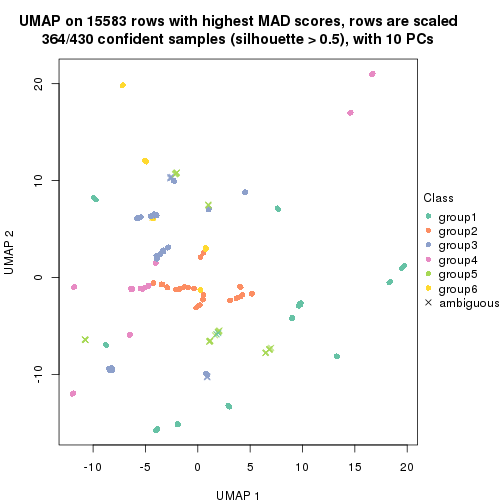 UMAP on 15583 rows with highest MAD scores, rows are scaled
364/430 confident samples (silhouette > 0.5), with 10 PCs
20
10
0
-10
UMAP 2
-10
-5
0
5
10
15
20
UMAP 1
Class
group1
group2
group3
group4
group5
group6
ambiguous